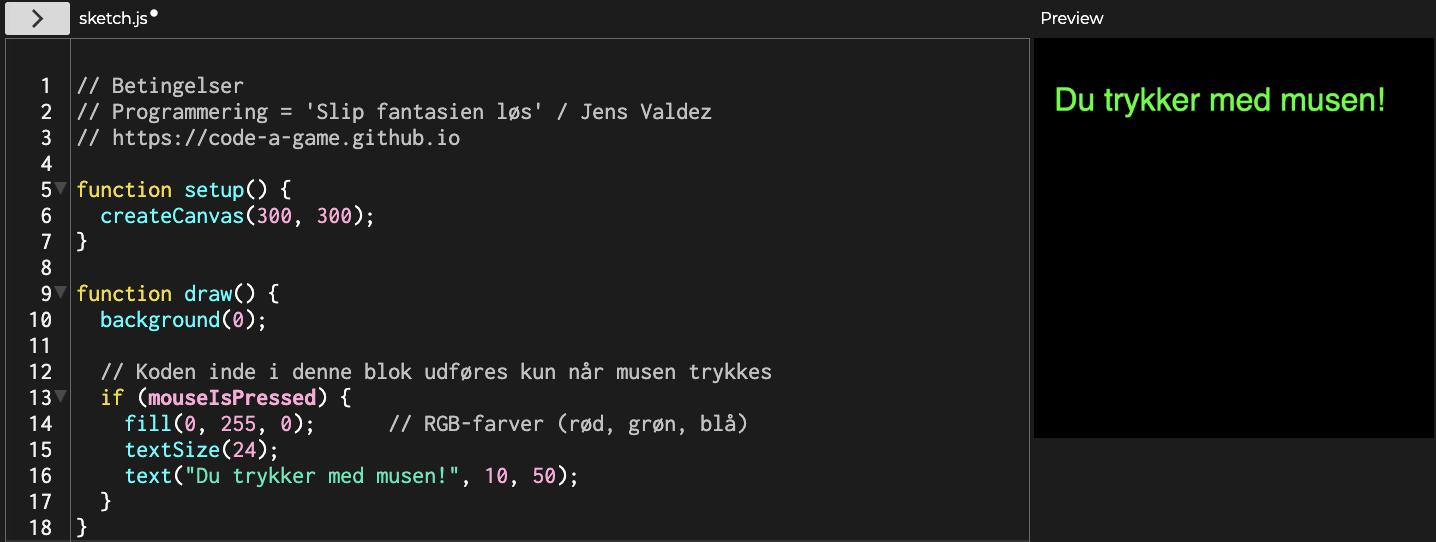 sketch.js
Preview
1 // Betingelser
2 // Programmering = 'Slip fantasien løs' / Jens Valdez
3 // https://code-a-game.github.io
4
5 function setup() {
6   createCanvas(300, 300);
7 }
8
9 function draw() {
10   background(0);
11
12   // Koden inde i denne blok udføres kun når musen trykkes
13   if (mouseIsPressed) {
14     fill(0, 255, 0);      // RGB-farver (rød, grøn, blå)
15     textSize(24);
16     text("Du trykker med musen!", 10, 50);
17   }
18 }
Du trykker med musen!